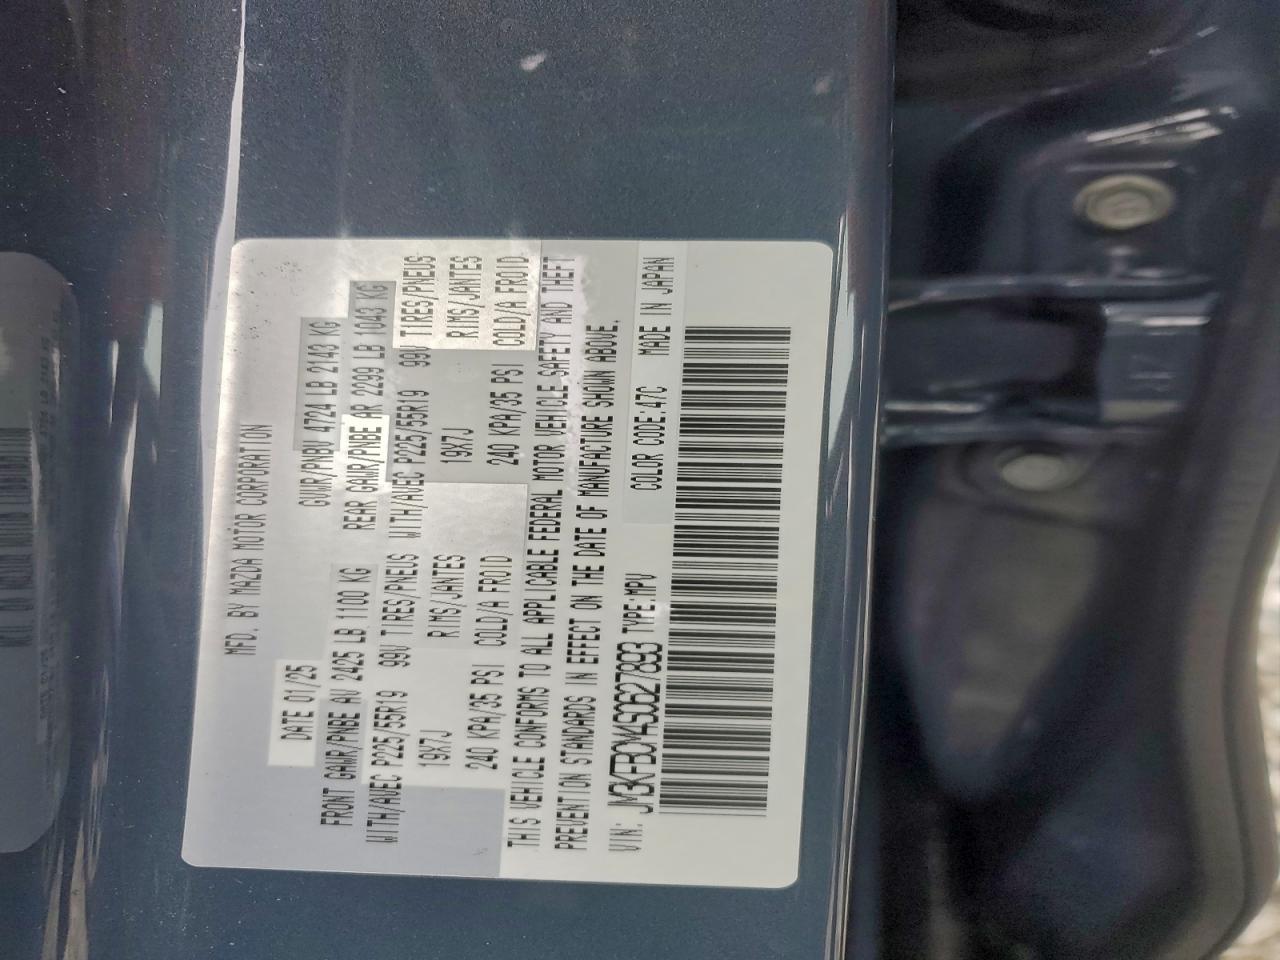 MFD. BY MAZDA MOTOR CORPORATION
DATE 01/25 GVWR/PNBV 4724 LB 2143 KG
FRONT GAWR/PNBE AV 2425 LB 1100 KG REAR GAWR/PNBE AR 2299 LB 1043 KG
WITH/AVEC P225/55R19 99V TIRES/PNEUS WITH/AVEC P225/55R19 99V TIRES/PNEUS
19X7J RIMS/JANTES 19X7J RIMS/JANTES
240 KPA/35 PSI COLD/A FROID 240 KPA/35 PSI COLD/A FROID
THIS VEHICLE CONFORMS TO ALL APPLICABLE FEDERAL MOTOR VEHICLE SAFETY AND THEFT
PREVENTION STANDARDS IN EFFECT ON THE DATE OF MANUFACTURE SHOWN ABOVE.
VIN: JM3KFBCM4S0627893 TYPE:MPV COLOR CODE:47C MADE IN JAPAN